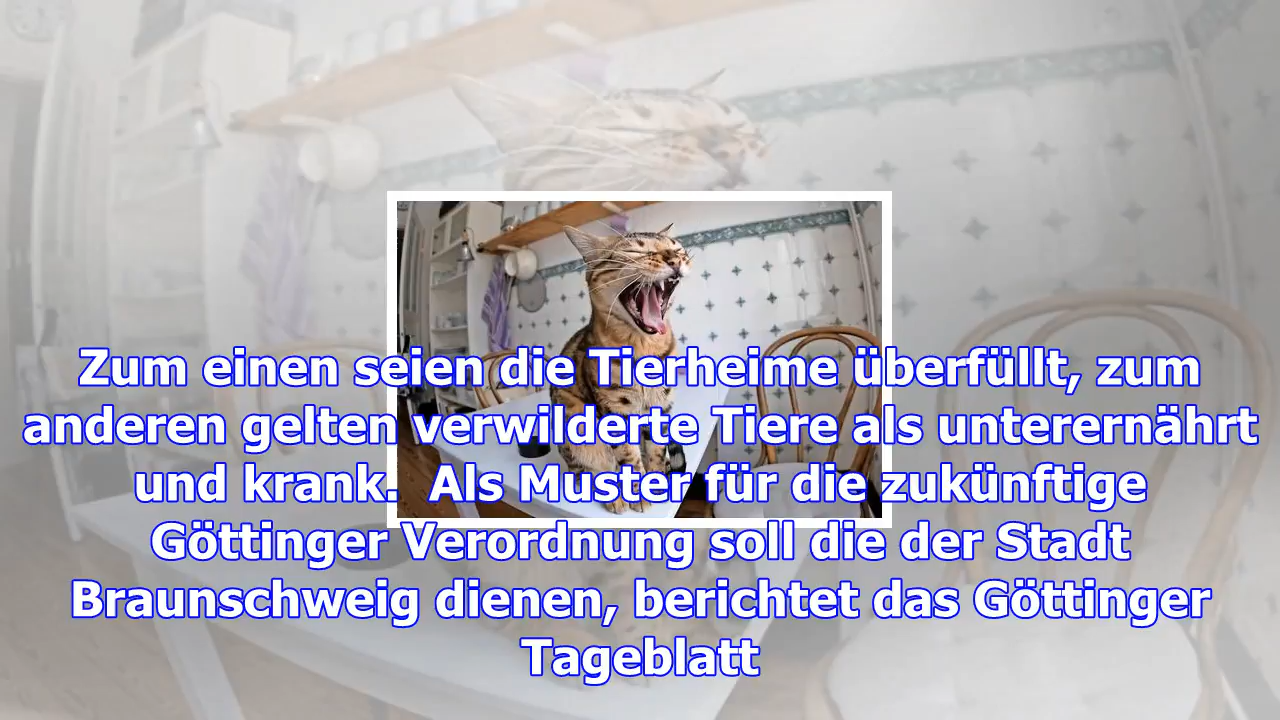 Zum einen seien die Tierheime überfüllt, zum
anderen gelten verwilderte Tiere als unterernährt
und krank.  Als Muster für die zukünftige
Göttinger Verordnung soll die der Stadt
Braunschweig dienen, berichtet das Göttinger
Tageblatt